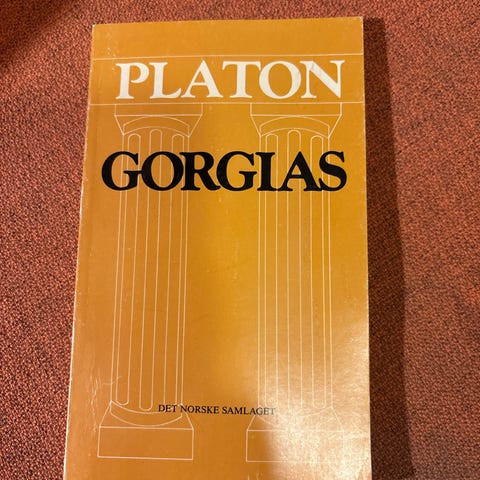 PLATON
GORGIAS
DET NORSKE SAMLAGET